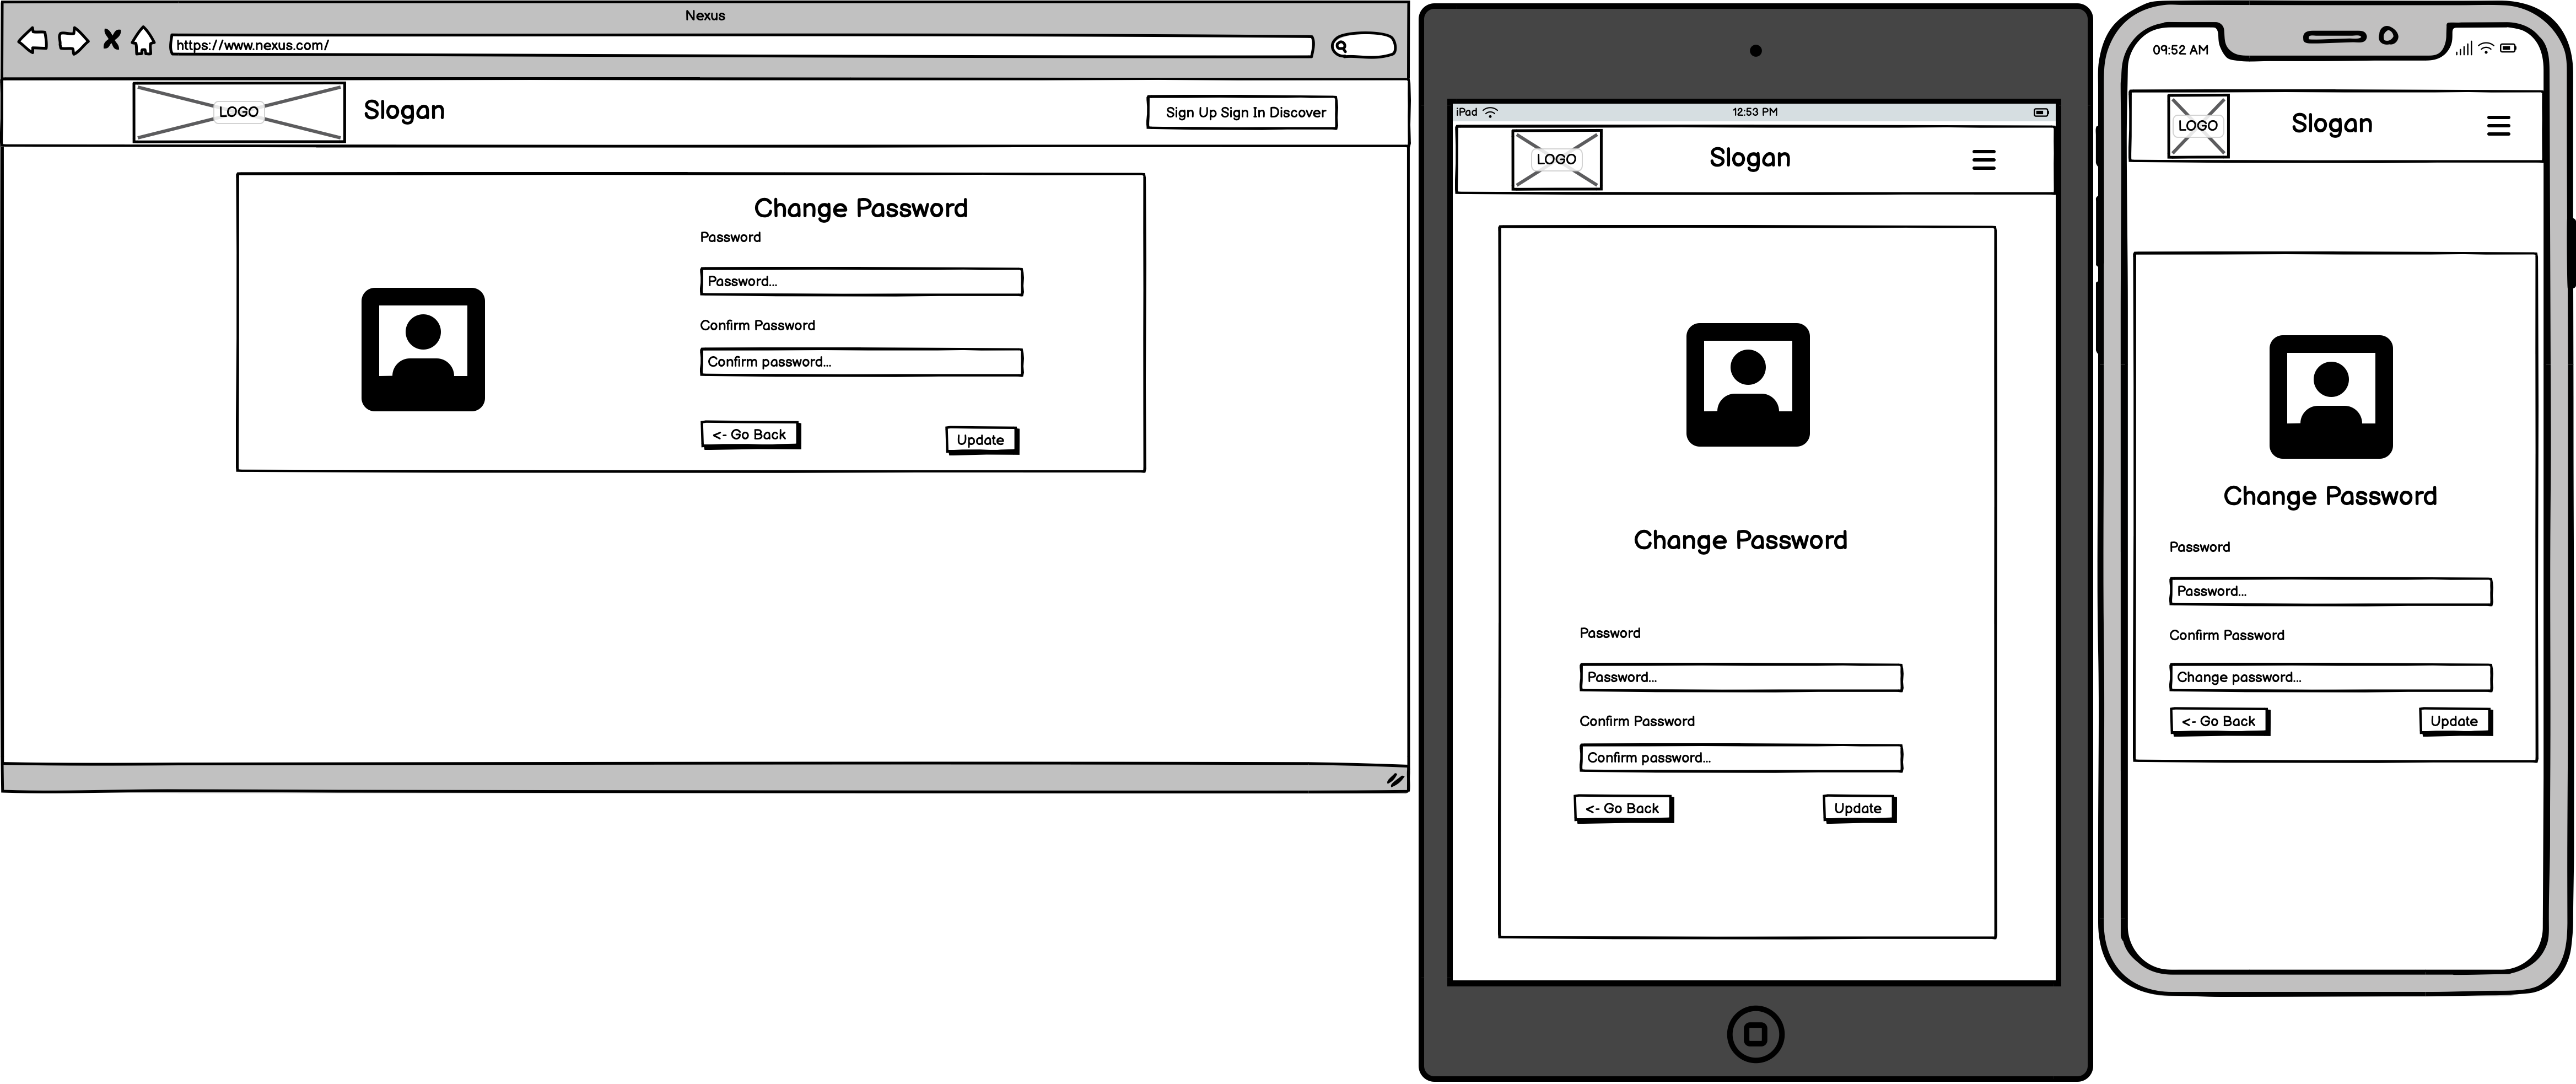 Nexus
https://www.nexus.com/
LOGO
Slogan
Sign Up Sign In Discover
Change Password
Password
Password...
Confirm Password
Confirm password...
<- Go Back
Update
iPad
12:53 PM
LOGO
Slogan
Change Password
Password
Password...
Confirm Password
Confirm password...
<- Go Back
Update
09:52 AM
LOGO
Slogan
Change Password
Password
Password...
Confirm Password
Change password...
<- Go Back
Update